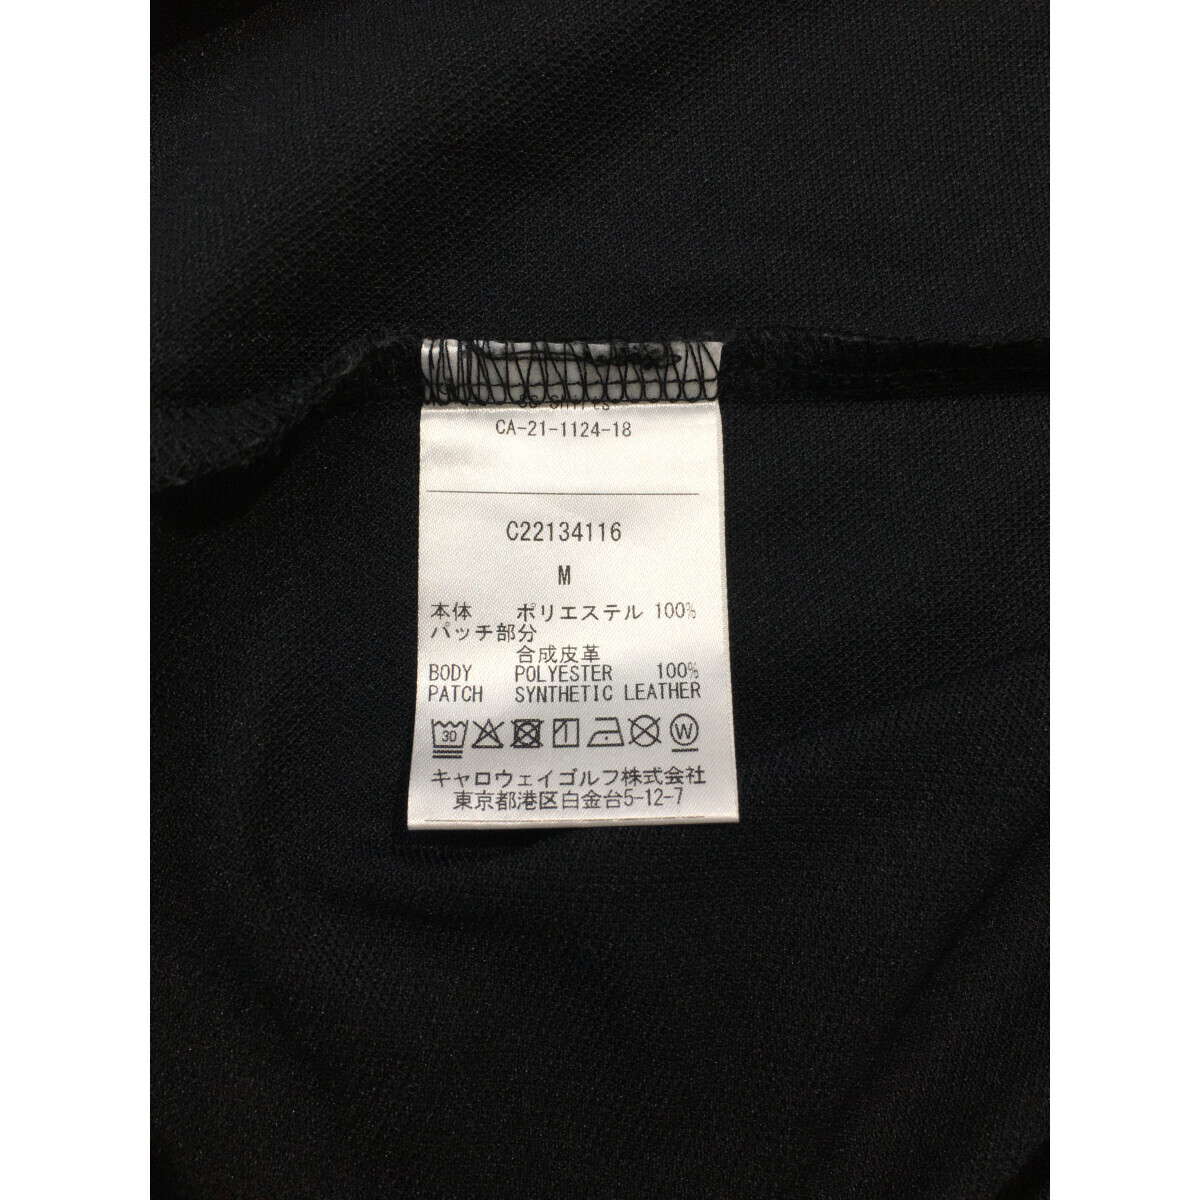 CA-21-1124-18
C22134116
M
本体 ポリエステル 100%
パッチ部分
合成皮革
BODY POLYESTER 100%
PATCH SYNTHETIC LEATHER
30 W
キャロウェイゴルフ株式会社
東京都港区白金台5-12-7